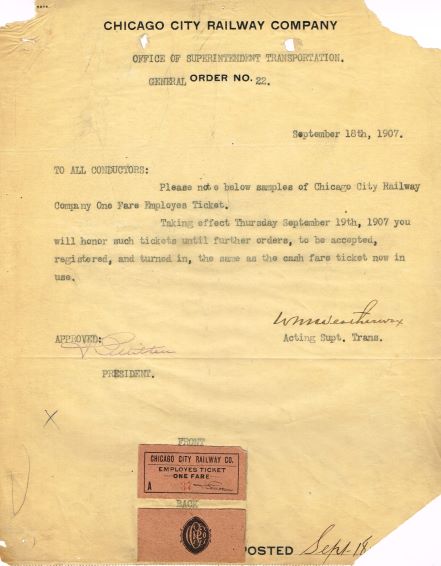 CHICAGO CITY RAILWAY COMPANY
OFFICE OF SUPERINTENDENT TRANSPORTATION.
GENERAL ORDER NO. 22.
September 18th, 1907.
TO ALL CONDUCTORS:
Please note below samples of Chicago City Railway
Company One Fare Employes Ticket.
Taking effect Thursday September 19th, 1907 you
will honor such tickets until further orders, to be accepted,
registered, and turned in, the same as the cash fare ticket now in
use.
WmWeatherwax
APPROVED:
Acting Supt. Trans.
PRESIDENT.
X
FRONT
CHICAGO CITY RAILWAY CO.
EMPLOYES TICKET
ONE FARE
A
BACK
POSTED Sept-18